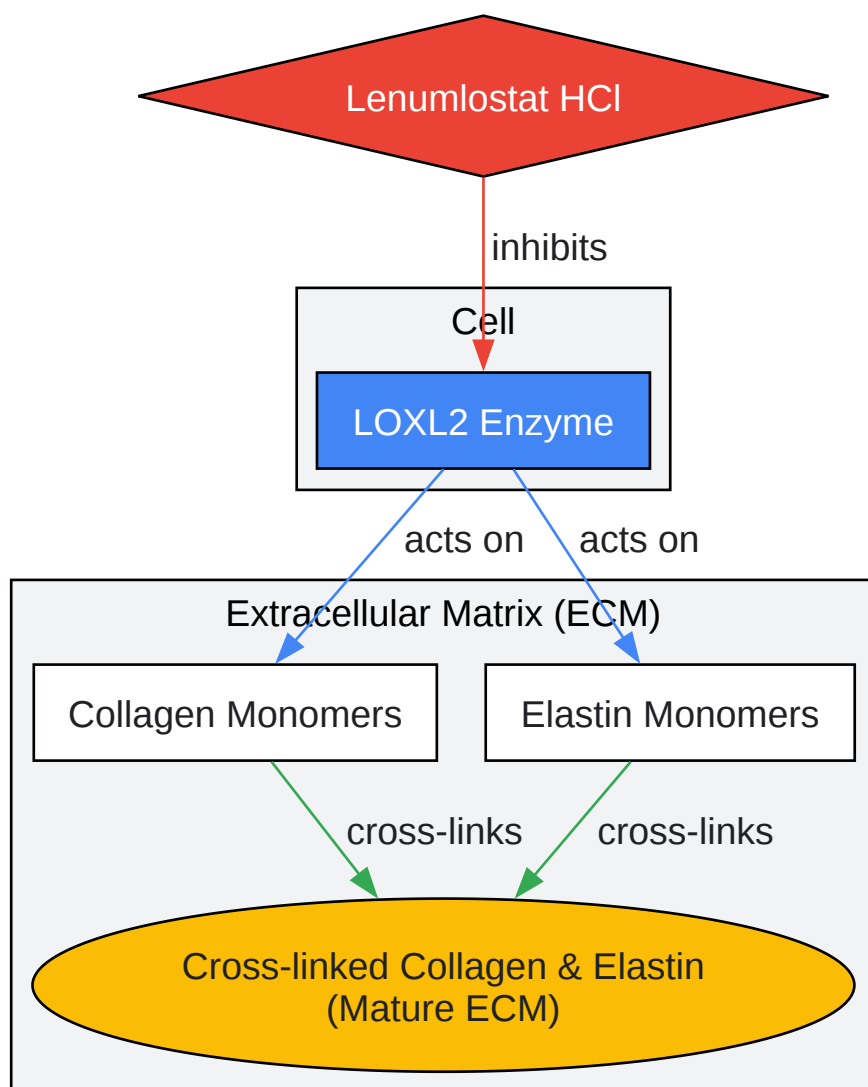 Lenumlostat HCl
inhibits
Cell
LOXL2 Enzyme
acts on
acts on
Extracellular Matrix (ECM)
Collagen Monomers
Elastin Monomers
cross-links
cross-links
Cross-linked Collagen & Elastin
(Mature ECM)